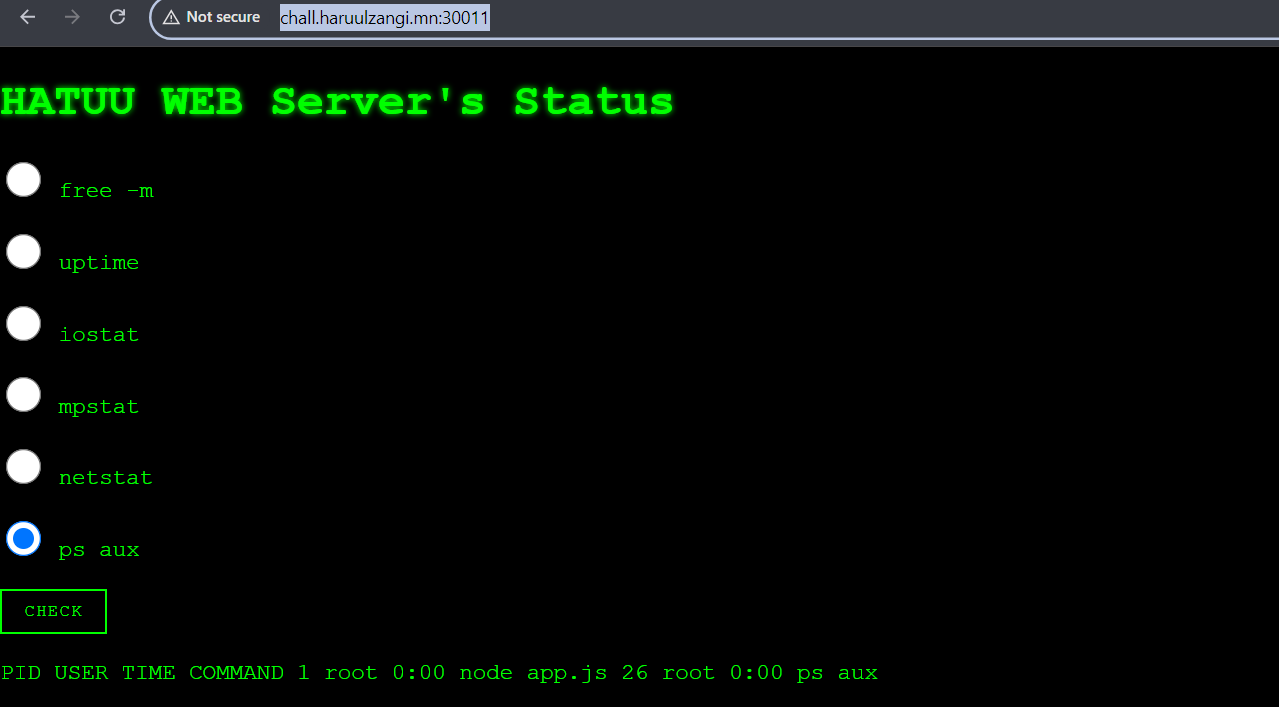 Not secure chall.haruulzangi.mn:30011
HATUU WEB Server's Status
free -m
uptime
iostat
mpstat
netstat
ps aux
CHECK
PID USER TIME COMMAND 1 root 0:00 node app.js 26 root 0:00 ps aux